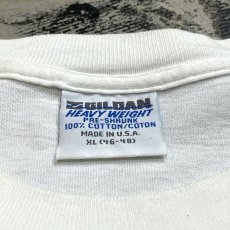 GILDAN
HEAVY WEIGHT
PRE-SHRUNK
100% COTTON/COTON
MADE IN U.S.A.
XL (46-48)